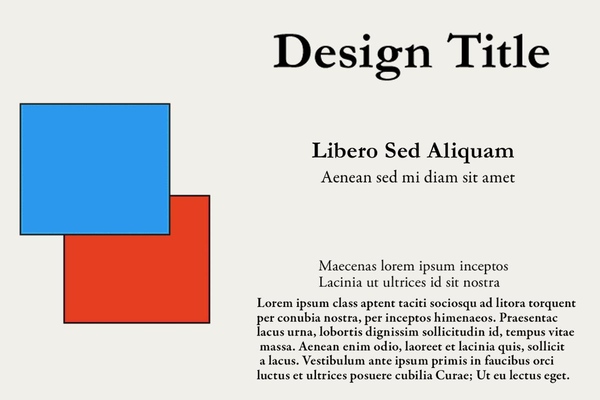 Design Title
Libero Sed Aliquam
Aenean sed mi diam sit amet
Maecenas lorem ipsum inceptos
Lacinia ut ultrices id sit nostra
Lorem ipsum class aptent taciti sociosqu ad litora torquent
per conubia nostra, per inceptos himenaeos. Praesent­ac
lacus urna, lobortis dignissim sollicitudin id, tempus vitae
massa. Aenean enim odio, laoreet et lacinia quis, sollicit
a lacus. Vestibulum ante ipsum primis in faucibus orci
luctus et ultrices posuere cubilia Curae; Ut eu lectus eget.